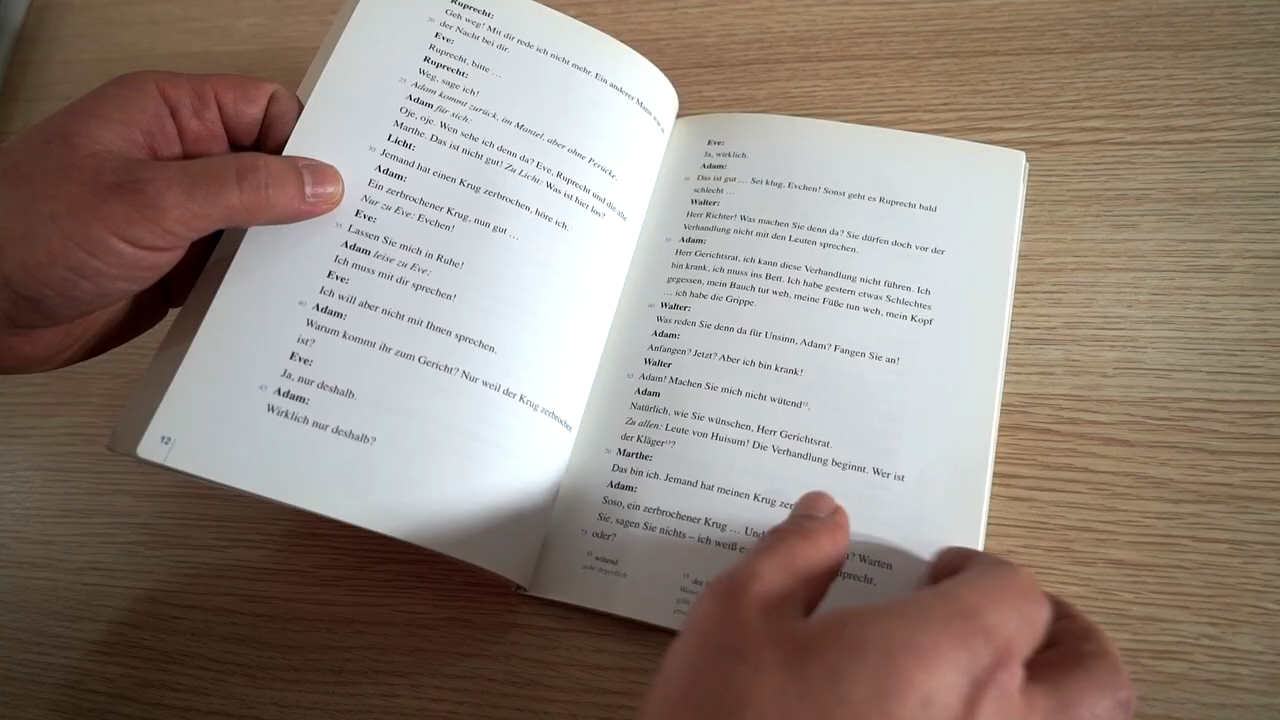 Ruprecht:
Geh weg! Mit dir rede ich nicht mehr. Ein anderer Mann war in
20 der Nacht bei dir.
Eve:
Ruprecht, bitte …
Ruprecht:
Weg, sage ich!
25 Adam kommt zurück, im Mantel, aber ohne Perücke.
Adam für sich:
Oje, oje. Wen sehe ich denn da? Eve, Ruprecht und die alte
Marthe. Das ist nicht gut! Zu Licht: Was ist hier los?
Licht:
30 Jemand hat einen Krug zerbrochen, höre ich.
Adam:
Ein zerbrochener Krug, nun gut …
Nur zu Eve: Evchen!
Eve:
35 Lassen Sie mich in Ruhe!
Adam leise zu Eve:
Ich muss mit dir sprechen!
Eve:
Ich will aber nicht mit Ihnen sprechen.
40 Adam:
Warum kommt ihr zum Gericht? Nur weil der Krug zerbrochen
ist?
Eve:
Ja, nur deshalb.
45 Adam:
Wirklich nur deshalb?
12
Eve:
Ja, wirklich.
Adam:
Das ist gut … Sei klug, Evchen! Sonst geht es Ruprecht bald
schlecht …
Walter:
Herr Richter! Was machen Sie denn da? Sie dürfen doch vor der
Verhandlung nicht mit den Leuten sprechen.
Adam:
Herr Gerichtsrat, ich kann diese Verhandlung nicht führen. Ich
bin krank, ich muss ins Bett. Ich habe gestern etwas Schlechtes
gegessen, mein Bauch tut weh, meine Füße tun weh, mein Kopf
… ich habe die Grippe.
60 Walter:
Was reden Sie denn da für Unsinn, Adam? Fangen Sie an!
Adam:
Anfangen? Jetzt? Aber ich bin krank!
Walter
65 Adam! Machen Sie mich nicht wütend¹².
Adam
Natürlich, wie Sie wünschen, Herr Gerichtsrat.
Zu allen: Leute von Huisum! Die Verhandlung beginnt. Wer ist
der Kläger¹³?
70 Marthe:
Das bin ich. Jemand hat meinen Krug
Adam:
Soso, ein zerbrochener Krug … Und
Sie, sagen Sie nichts – ich weiß Warten
75 oder?
12 wütend
sehr ärgerlich
13 der